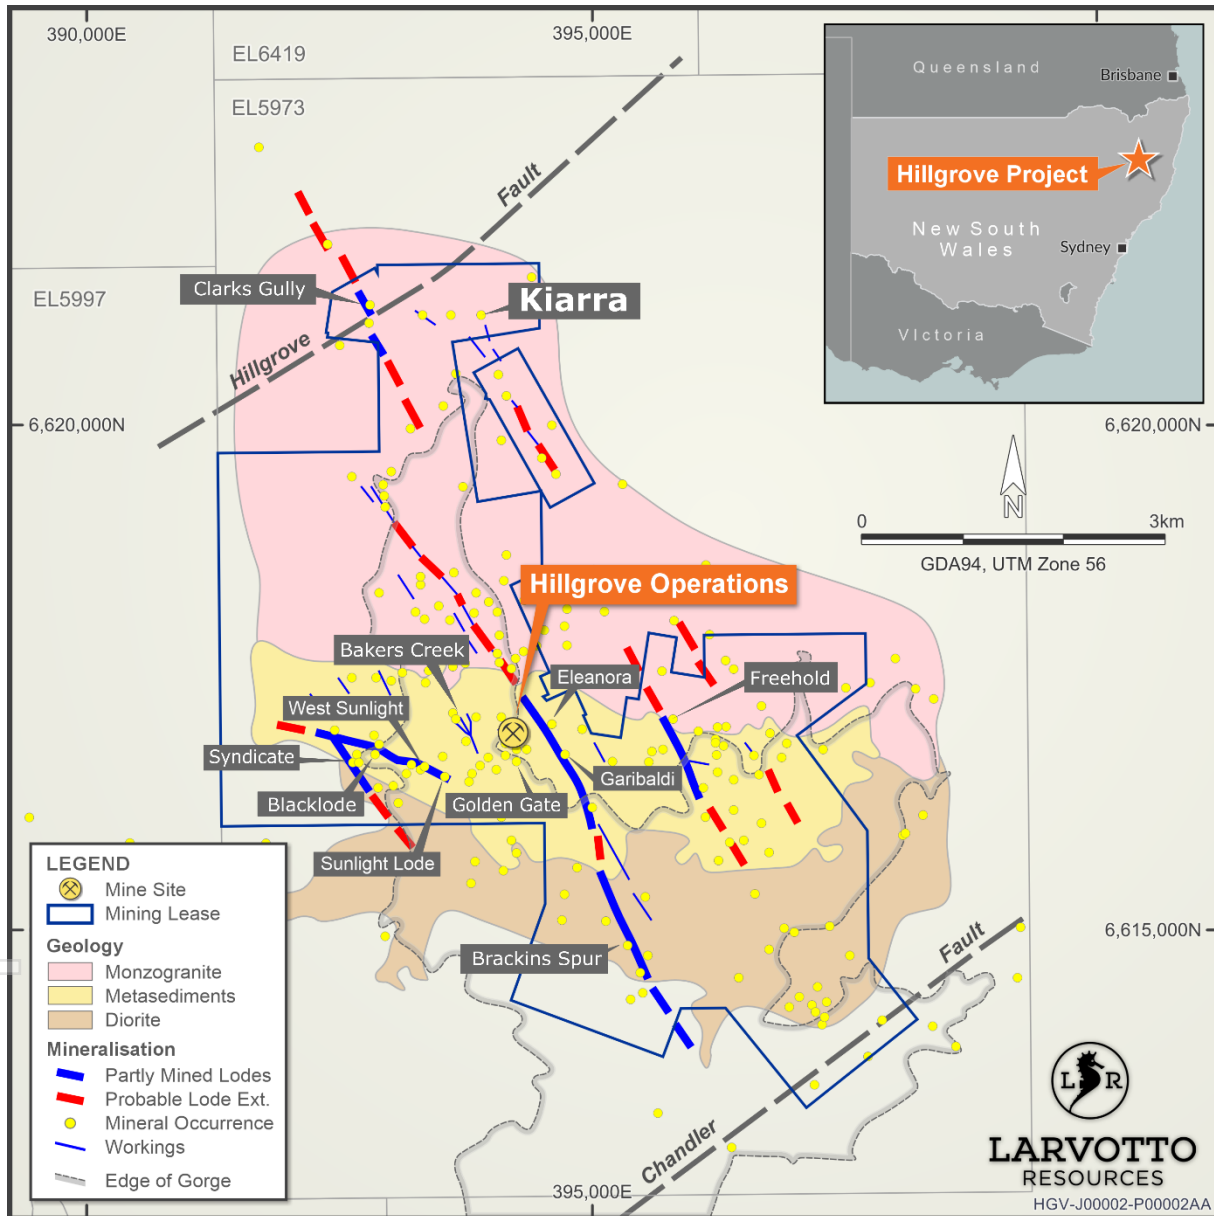 390,000E
395,000E
EL6419
EL5973
EL5997
Queensland
Brisbane
Hillgrove Project
New South
Wales
Sydney
VIctoria
Fault
Clarks Gully
Kiarra
Hillgrove
6,620,000N
6,620,000N
N
0
3km
GDA94, UTM Zone 56
Hillgrove Operations
Bakers Creek
Eleanora
Freehold
West Sunlight
Syndicate
Garibaldi
Blacklode
Golden Gate
Sunlight Lode
LEGEND
Mine Site
Mining Lease
Geology
Monzogranite
Metasediments
Diorite
Mineralisation
Partly Mined Lodes
Probable Lode Ext.
Mineral Occurrence
Workings
Edge of Gorge
Brackins Spur
6,615,000N
Fault
Chandler
395,000E
L R
LARVOTTO
RESOURCES
HGV-J00002-P00002AA